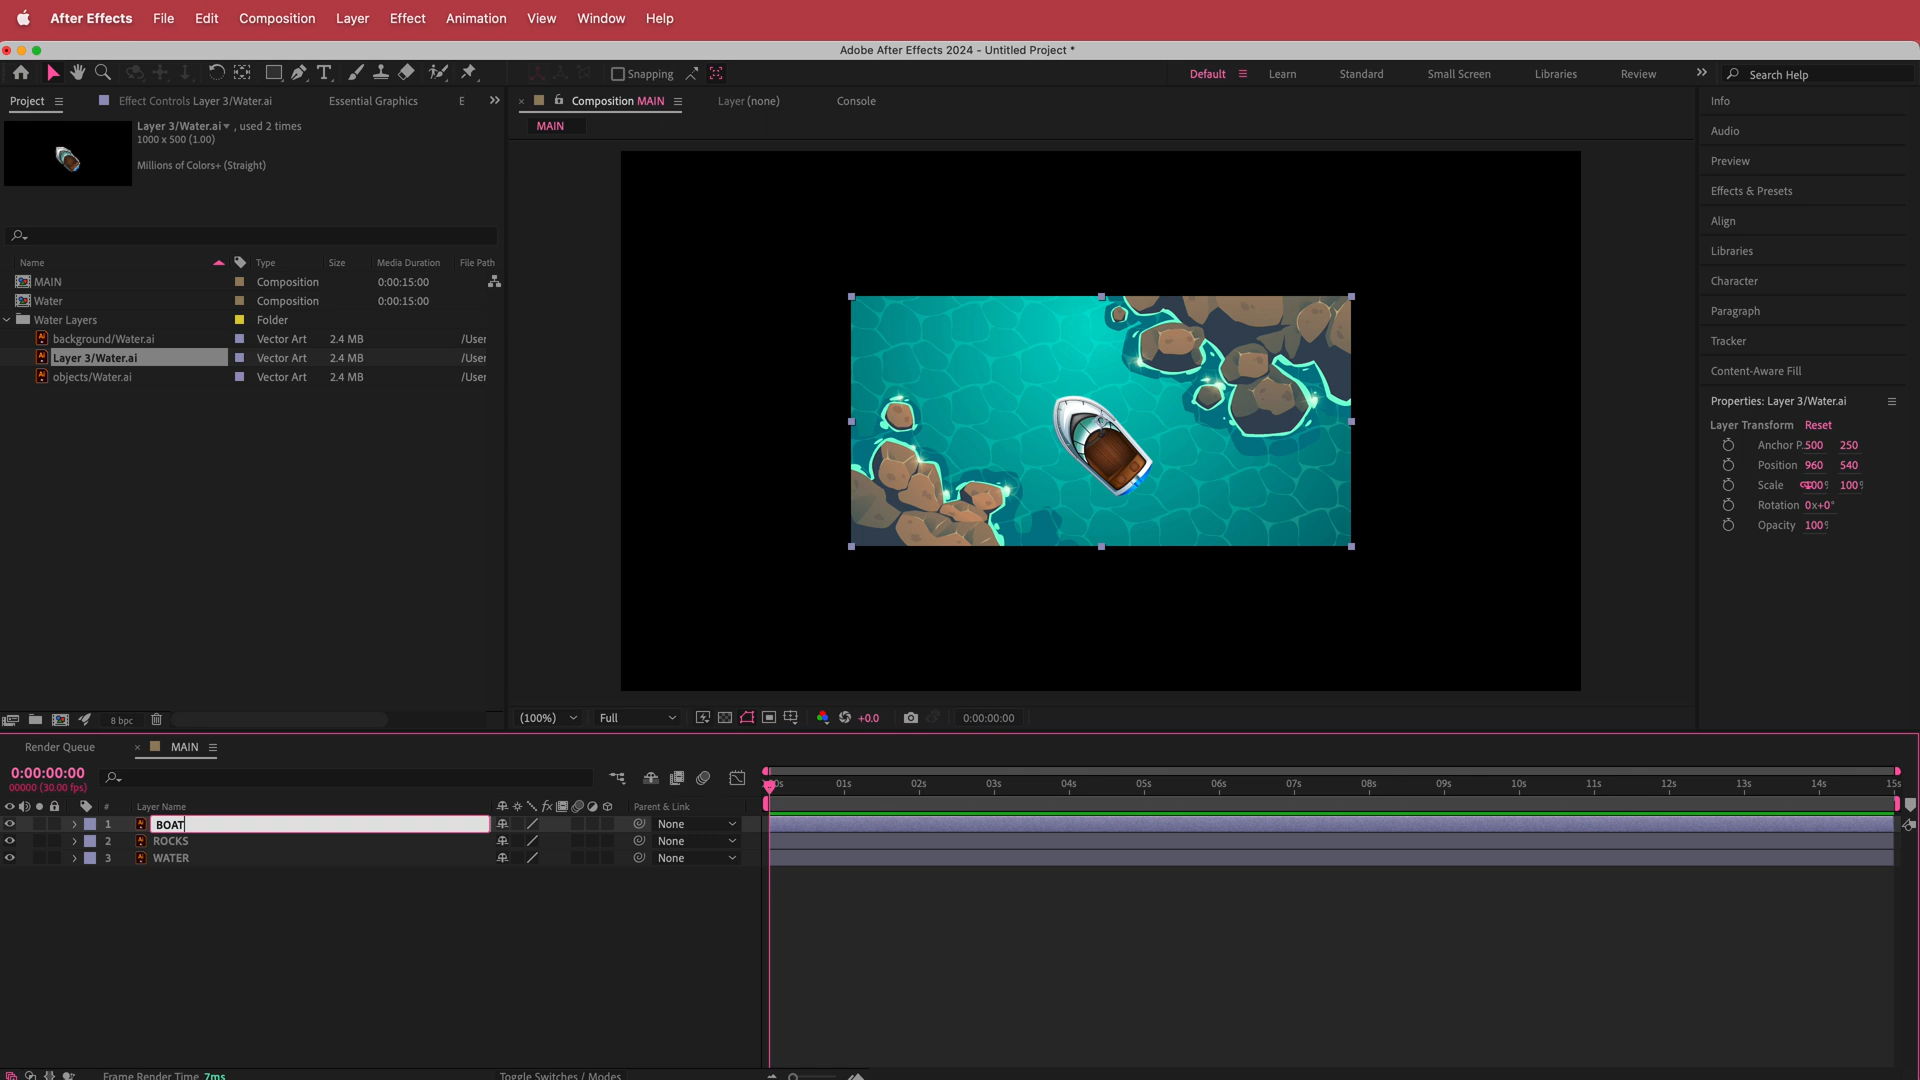 After Effects File Edit Composition Layer Effect Animation View Window Help
Adobe After Effects 2024 - Untitled Project *
Snapping Default Learn Standard Small Screen Libraries Review Search Help
Project Effect Controls Layer 3/Water.ai Essential Graphics E
Composition MAIN Layer (none) Console
MAIN
Layer 3/Water.ai , used 2 times
1000 x 500 (1.00)
Millions of Colors+ (Straight)
Name Type Size Media Duration File Path
MAIN Composition 0:00:15:00
Water Composition 0:00:15:00
Water Layers Folder
background/Water.ai Vector Art 2.4 MB /User
Layer 3/Water.ai Vector Art 2.4 MB /User
objects/Water.ai Vector Art 2.4 MB /User
8 bpc
(100%) Full +0.0 0:00:00:00
Info
Audio
Preview
Effects & Presets
Align
Libraries
Character
Paragraph
Tracker
Content-Aware Fill
Properties: Layer 3/Water.ai
Layer Transform Reset
Anchor P. 500 250
Position 960 540
Scale 100% 100%
Rotation 0x+0°
Opacity 100%
Render Queue MAIN
0:00:00:00
00000 (30.00 fps)
# Layer Name fx Parent & Link
1 BOAT None
2 ROCKS None
3 WATER None
01s 02s 03s 04s 05s 06s 07s 08s 09s 10s 11s 12s 13s 14s 15s
Frame Render Time 7ms Toggle Switches / Modes